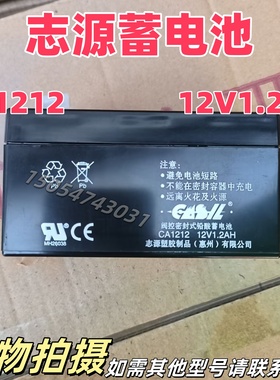 志源蓄电池
1212
12V1.2
注意:
•避免电池短路
•不能在密封容器中充电
远离火花及火源
15054743031
CASIL
阀控密封式铅酸蓄电池
CA1212 12V1.2AH
志源塑胶制品(惠州)有限公司
Pb
MH26038
物拍摄 如需其他型号请联系